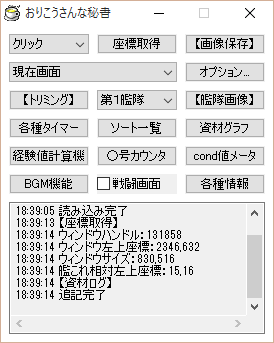 おりこうさんな秘書
クリック 座標取得 【画像保存】
現在画面 オプション...
【トリミング】 第1艦隊 【艦隊画像】
各種タイマー ソート一覧 資材グラフ
経験値計算機 〇号カウンタ cond値メータ
BGM機能 戦闘画面 各種情報
18:39:05 読み込み完了
18:39:13 【座標取得】
18:39:14 ウィンドウハンドル: 131858
18:39:14 ウィンドウ左上座標: 2346,632
18:39:14 ウィンドウサイズ: 830,516
18:39:14 艦これ相対左上座標: 15,16
18:39:14 【資材ログ】
18:39:14 追記完了